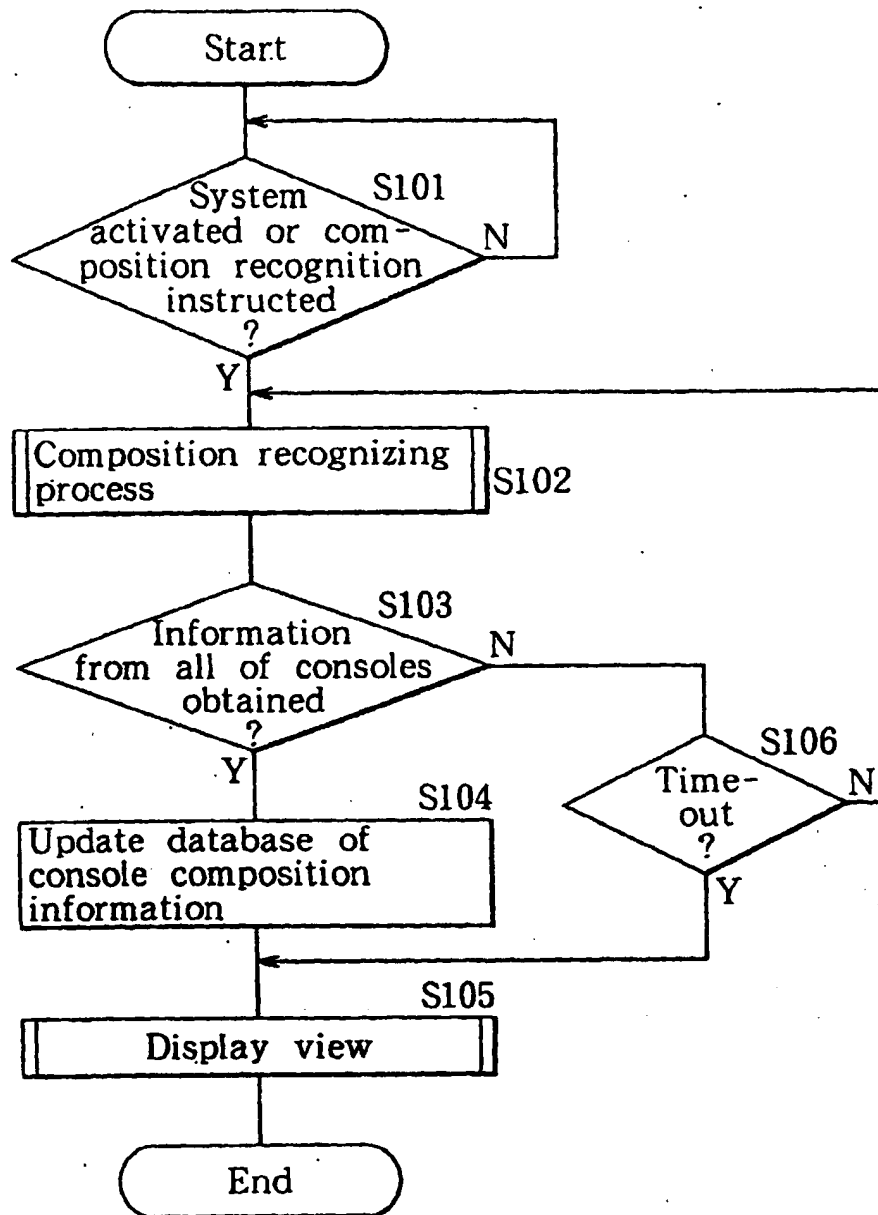 Start
S101
System
activated or com-
position recognition
instructed
?
N
Y
Composition recognizing
process
S102
S103
Information
from all of consoles
obtained
?
N
Y
S106
Time-
out
?
N
Y
S104
Update database of
console composition
information
S105
Display view
End